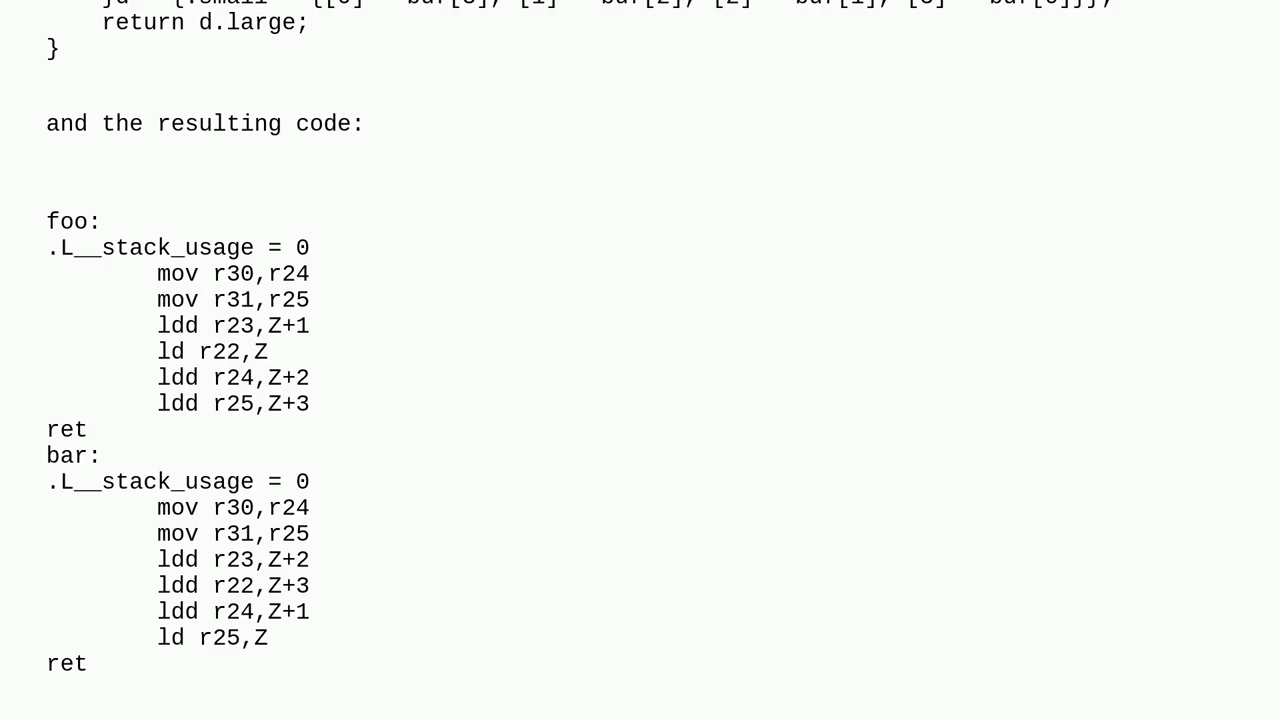 return d.large;
}
and the resulting code:
foo:
.L__stack_usage = 0
mov r30,r24
mov r31,r25
ldd r23,Z+1
ld r22,Z
ldd r24,Z+2
ldd r25,Z+3
ret
bar:
.L__stack_usage = 0
mov r30,r24
mov r31,r25
ldd r23,Z+2
ldd r22,Z+3
ldd r24,Z+1
ld r25,Z
ret